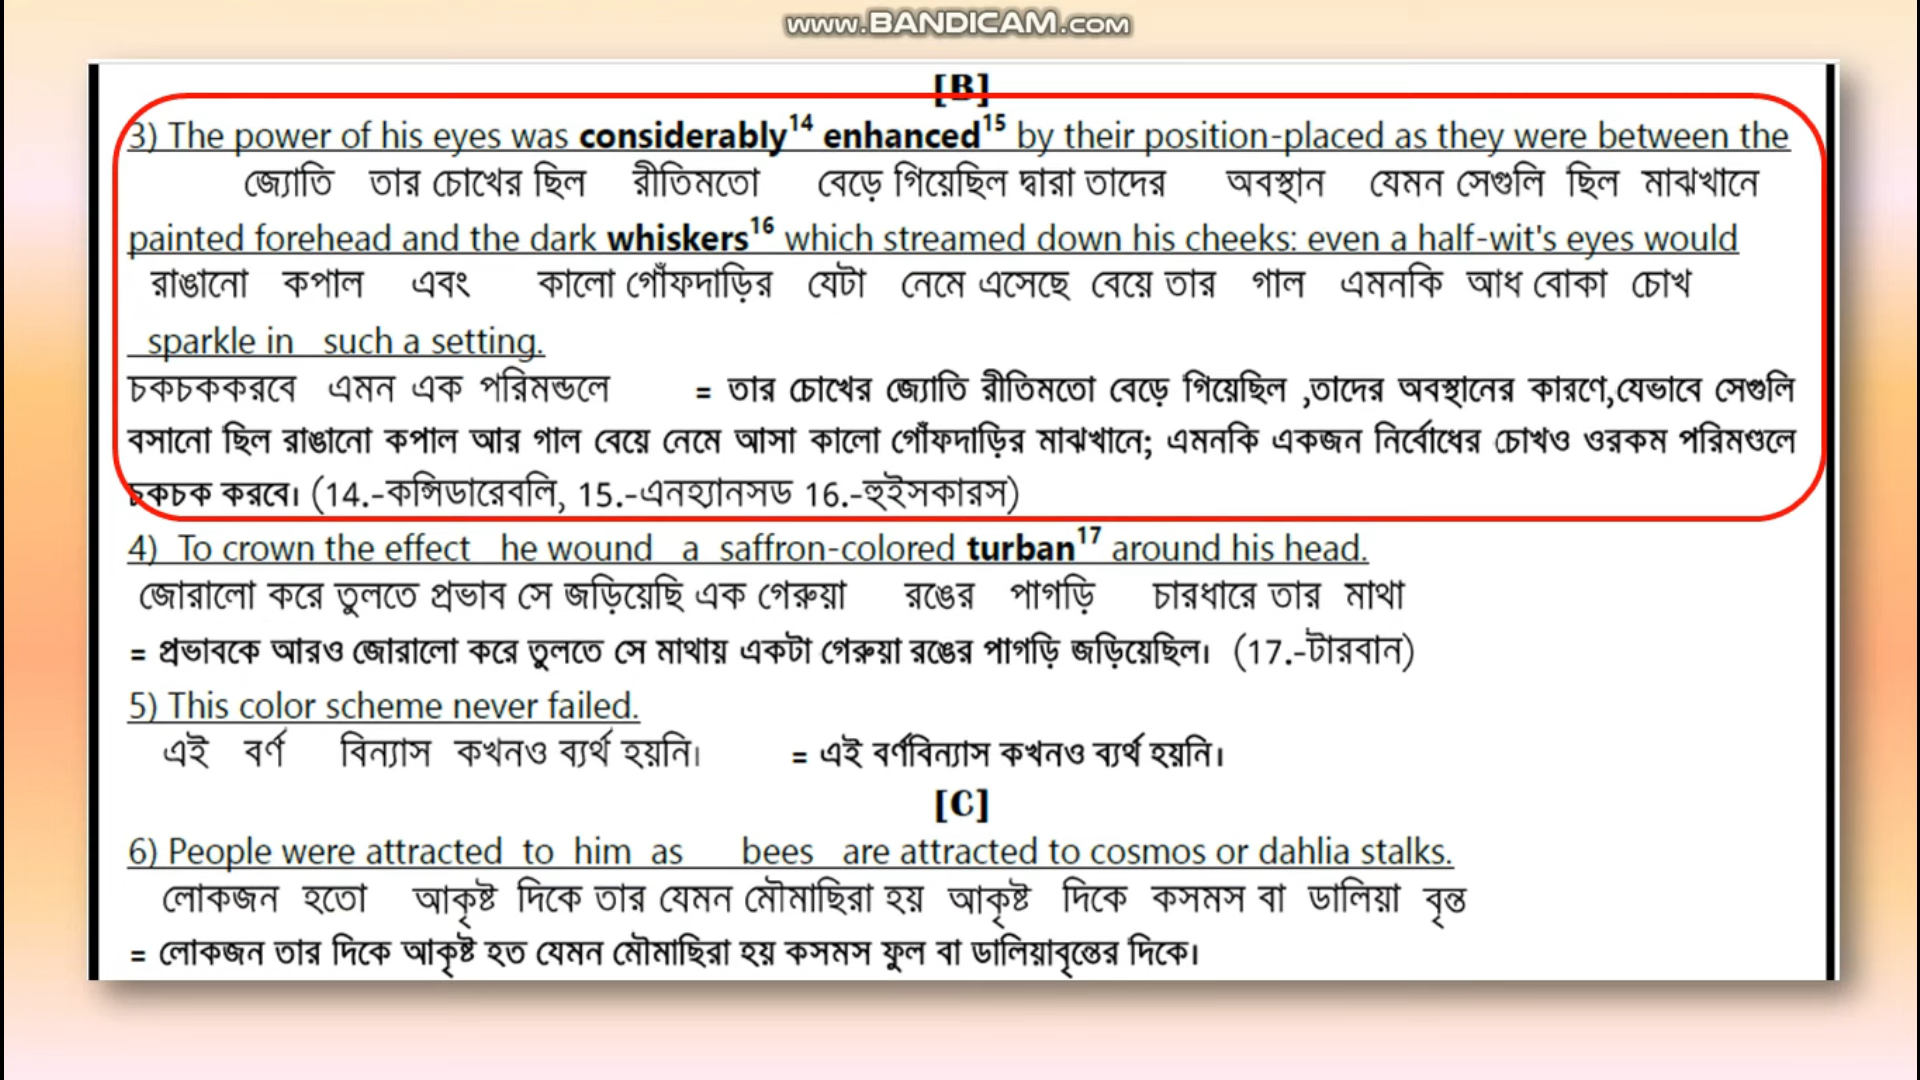 www.BANDICAM.com
[B]
3) The power of his eyes was considerably14 enhanced15 by their position-placed as they were between the
জ্যোতি তার চোখের ছিল রীতিমতো বেড়ে গিয়েছিল দ্বারা তাদের অবস্থান যেমন সেগুলি ছিল মাঝখানে
painted forehead and the dark whiskers16 which streamed down his cheeks: even a half-wit's eyes would
রাঙানো কপাল এবং কালো গোঁফদাড়ির যেটা নেমে এসেছে বেয়ে তার গাল এমনকি আধ বোকা চোখ
sparkle in such a setting.
চকচককরবে এমন এক পরিমন্ডলে = তার চোখের জ্যোতি রীতিমতো বেড়ে গিয়েছিল ,তাদের অবস্থানের কারণে,যেভাবে সেগুলি
বসানো ছিল রাঙানো কপাল আর গাল বেয়ে নেমে আসা কালো গোঁফদাড়ির মাঝখানে; এমনকি একজন নির্বোধের চোখও ওরকম পরিমণ্ডলে
চকচক করবে। (14.-কন্সিডারেবলি, 15.-এনহ্যানসড 16.-হুইসকারস)
4) To crown the effect he wound a saffron-colored turban17 around his head.
জোরালো করে তুলতে প্রভাব সে জড়িয়েছি এক গেরুয়া রঙের পাগড়ি চারধারে তার মাথা
= প্রভাবকে আরও জোরালো করে তুলতে সে মাথায় একটা গেরুয়া রঙের পাগড়ি জড়িয়েছিল। (17.-টারবান)
5) This color scheme never failed.
এই বর্ণ বিন্যাস কখনও ব্যর্থ হয়নি। = এই বর্ণবিন্যাস কখনও ব্যর্থ হয়নি।
[C]
6) People were attracted to him as bees are attracted to cosmos or dahlia stalks.
লোকজন হতো আকৃষ্ট দিকে তার যেমন মৌমাছিরা হয় আকৃষ্ট দিকে কসমস বা ডালিয়া বৃন্ত
= লোকজন তার দিকে আকৃষ্ট হত যেমন মৌমাছিরা হয় কসমস ফুল বা ডালিয়াবৃন্তের দিকে।